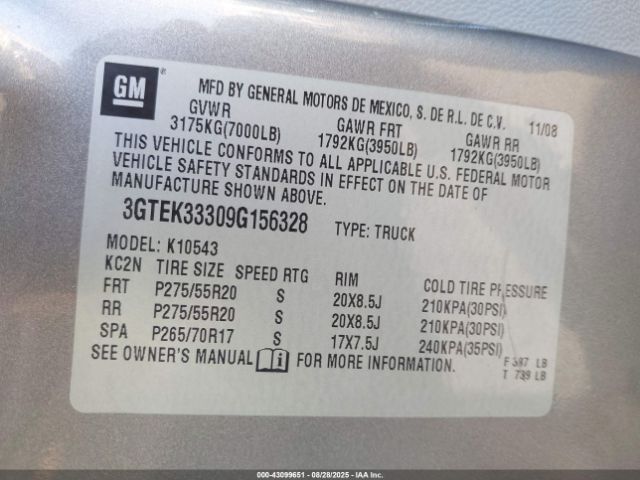 GM ®
MFD BY GENERAL MOTORS DE MEXICO, S. DE R.L. DE C.V. 11/08
GVWR GAWR FRT GAWR RR
3175KG(7000LB) 1792KG(3950LB) 1792KG(3950LB)
THIS VEHICLE CONFORMS TO ALL APPLICABLE U.S. FEDERAL MOTOR
VEHICLE SAFETY STANDARDS IN EFFECT ON THE DATE OF
MANUFACTURE SHOWN ABOVE.
3GTEK33309G156328 TYPE: TRUCK
MODEL: K10543
KC2N TIRE SIZE SPEED RTG RIM COLD TIRE PRESSURE
FRT P275/55R20 S 20X8.5J 210KPA(30PSI)
RR P275/55R20 S 20X8.5J 210KPA(30PSI)
SPA P265/70R17 S 17X7.5J 240KPA(35PSI)
SEE OWNER'S MANUAL FOR MORE INFORMATION.
F LB
T 739 LB
000-43099651 - 08/28/2025 - IAAI.COM